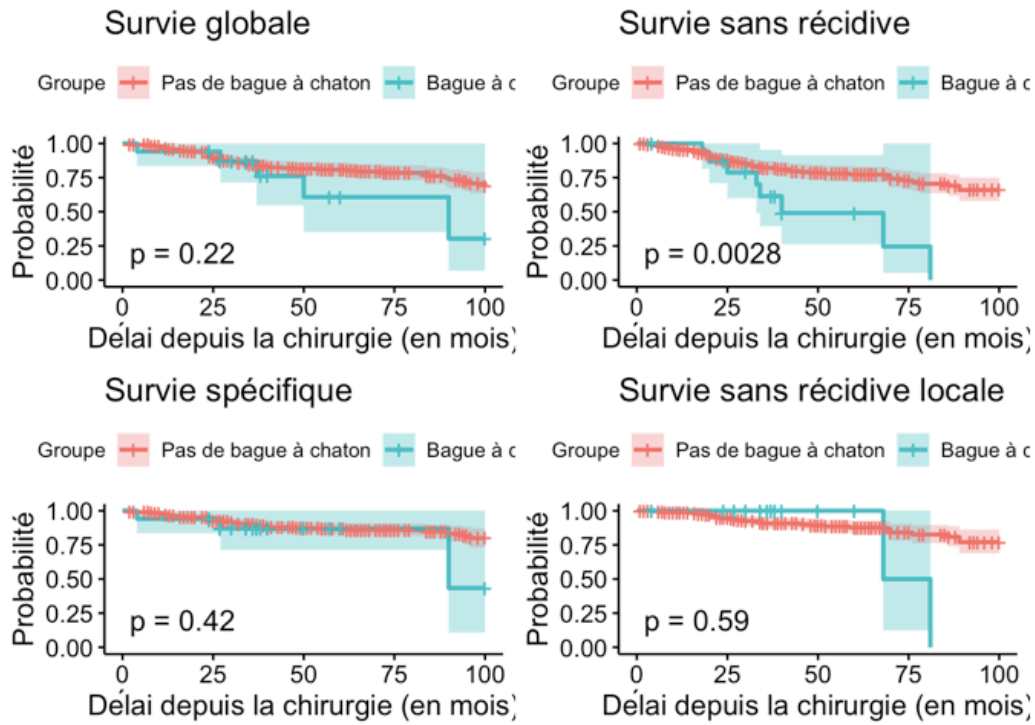 Survie globale
Groupe Pas de bague à chaton Bague à c
Probabilité
1.00
0.75
0.50
0.25
0.00
p = 0.22
0 25 50 75 100
Délai depuis la chirurgie (en mois)
Survie sans récidive
Groupe Pas de bague à chaton Bague à c
Probabilité
1.00
0.75
0.50
0.25
0.00
p = 0.0028
0 25 50 75 100
Délai depuis la chirurgie (en mois)
Survie spécifique
Groupe Pas de bague à chaton Bague à c
Probabilité
1.00
0.75
0.50
0.25
0.00
p = 0.42
0 25 50 75 100
Délai depuis la chirurgie (en mois)
Survie sans récidive locale
Groupe Pas de bague à chaton Bague à c
Probabilité
1.00
0.75
0.50
0.25
0.00
p = 0.59
0 25 50 75 100
Délai depuis la chirurgie (en mois)